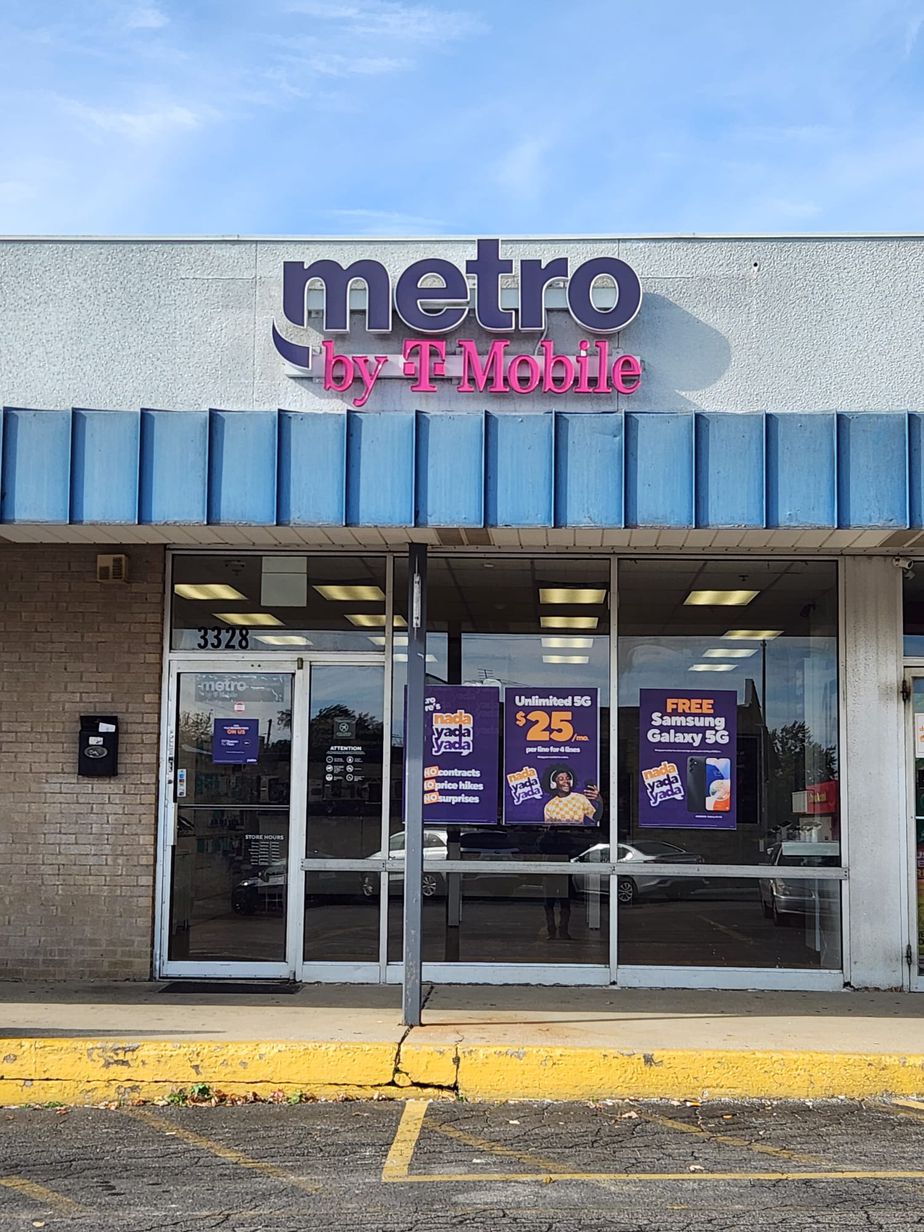 metro
by T Mobile
3328
metro
by T-Mobile
ON US
ATTENTION
STORE HOURS
nada
yada
yada
NO contracts
NO price hikes
NO surprises
Unlimited 5G
$25/mo.
per line for 4 lines
nada
yada
yada
FREE
Samsung
Galaxy 5G
nada
yada
yada